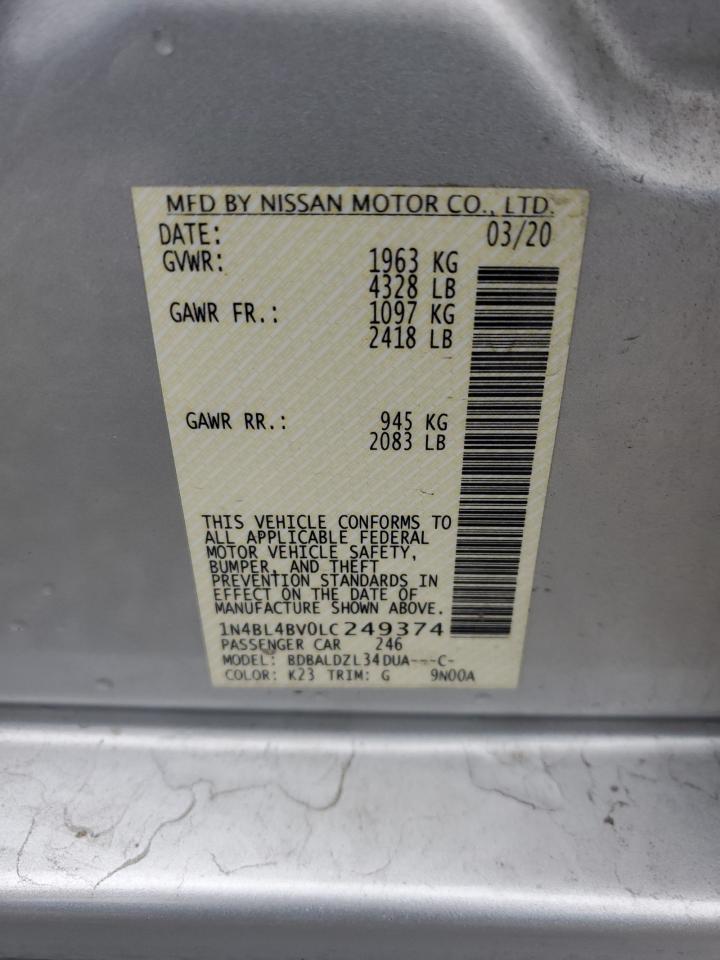 MFD BY NISSAN MOTOR CO., LTD.
DATE: 03/20
GVWR: 1963 KG
4328 LB
GAWR FR.: 1097 KG
2418 LB
GAWR RR.: 945 KG
2083 LB
THIS VEHICLE CONFORMS TO
ALL APPLICABLE FEDERAL
MOTOR VEHICLE SAFETY,
BUMPER, AND THEFT
PREVENTION STANDARDS IN
EFFECT ON THE DATE OF
MANUFACTURE SHOWN ABOVE.
1N4BL4BV0LC249374
PASSENGER CAR 246
MODEL: BDBALDZL34DUA---C-
COLOR: K23 TRIM: G 9N00A